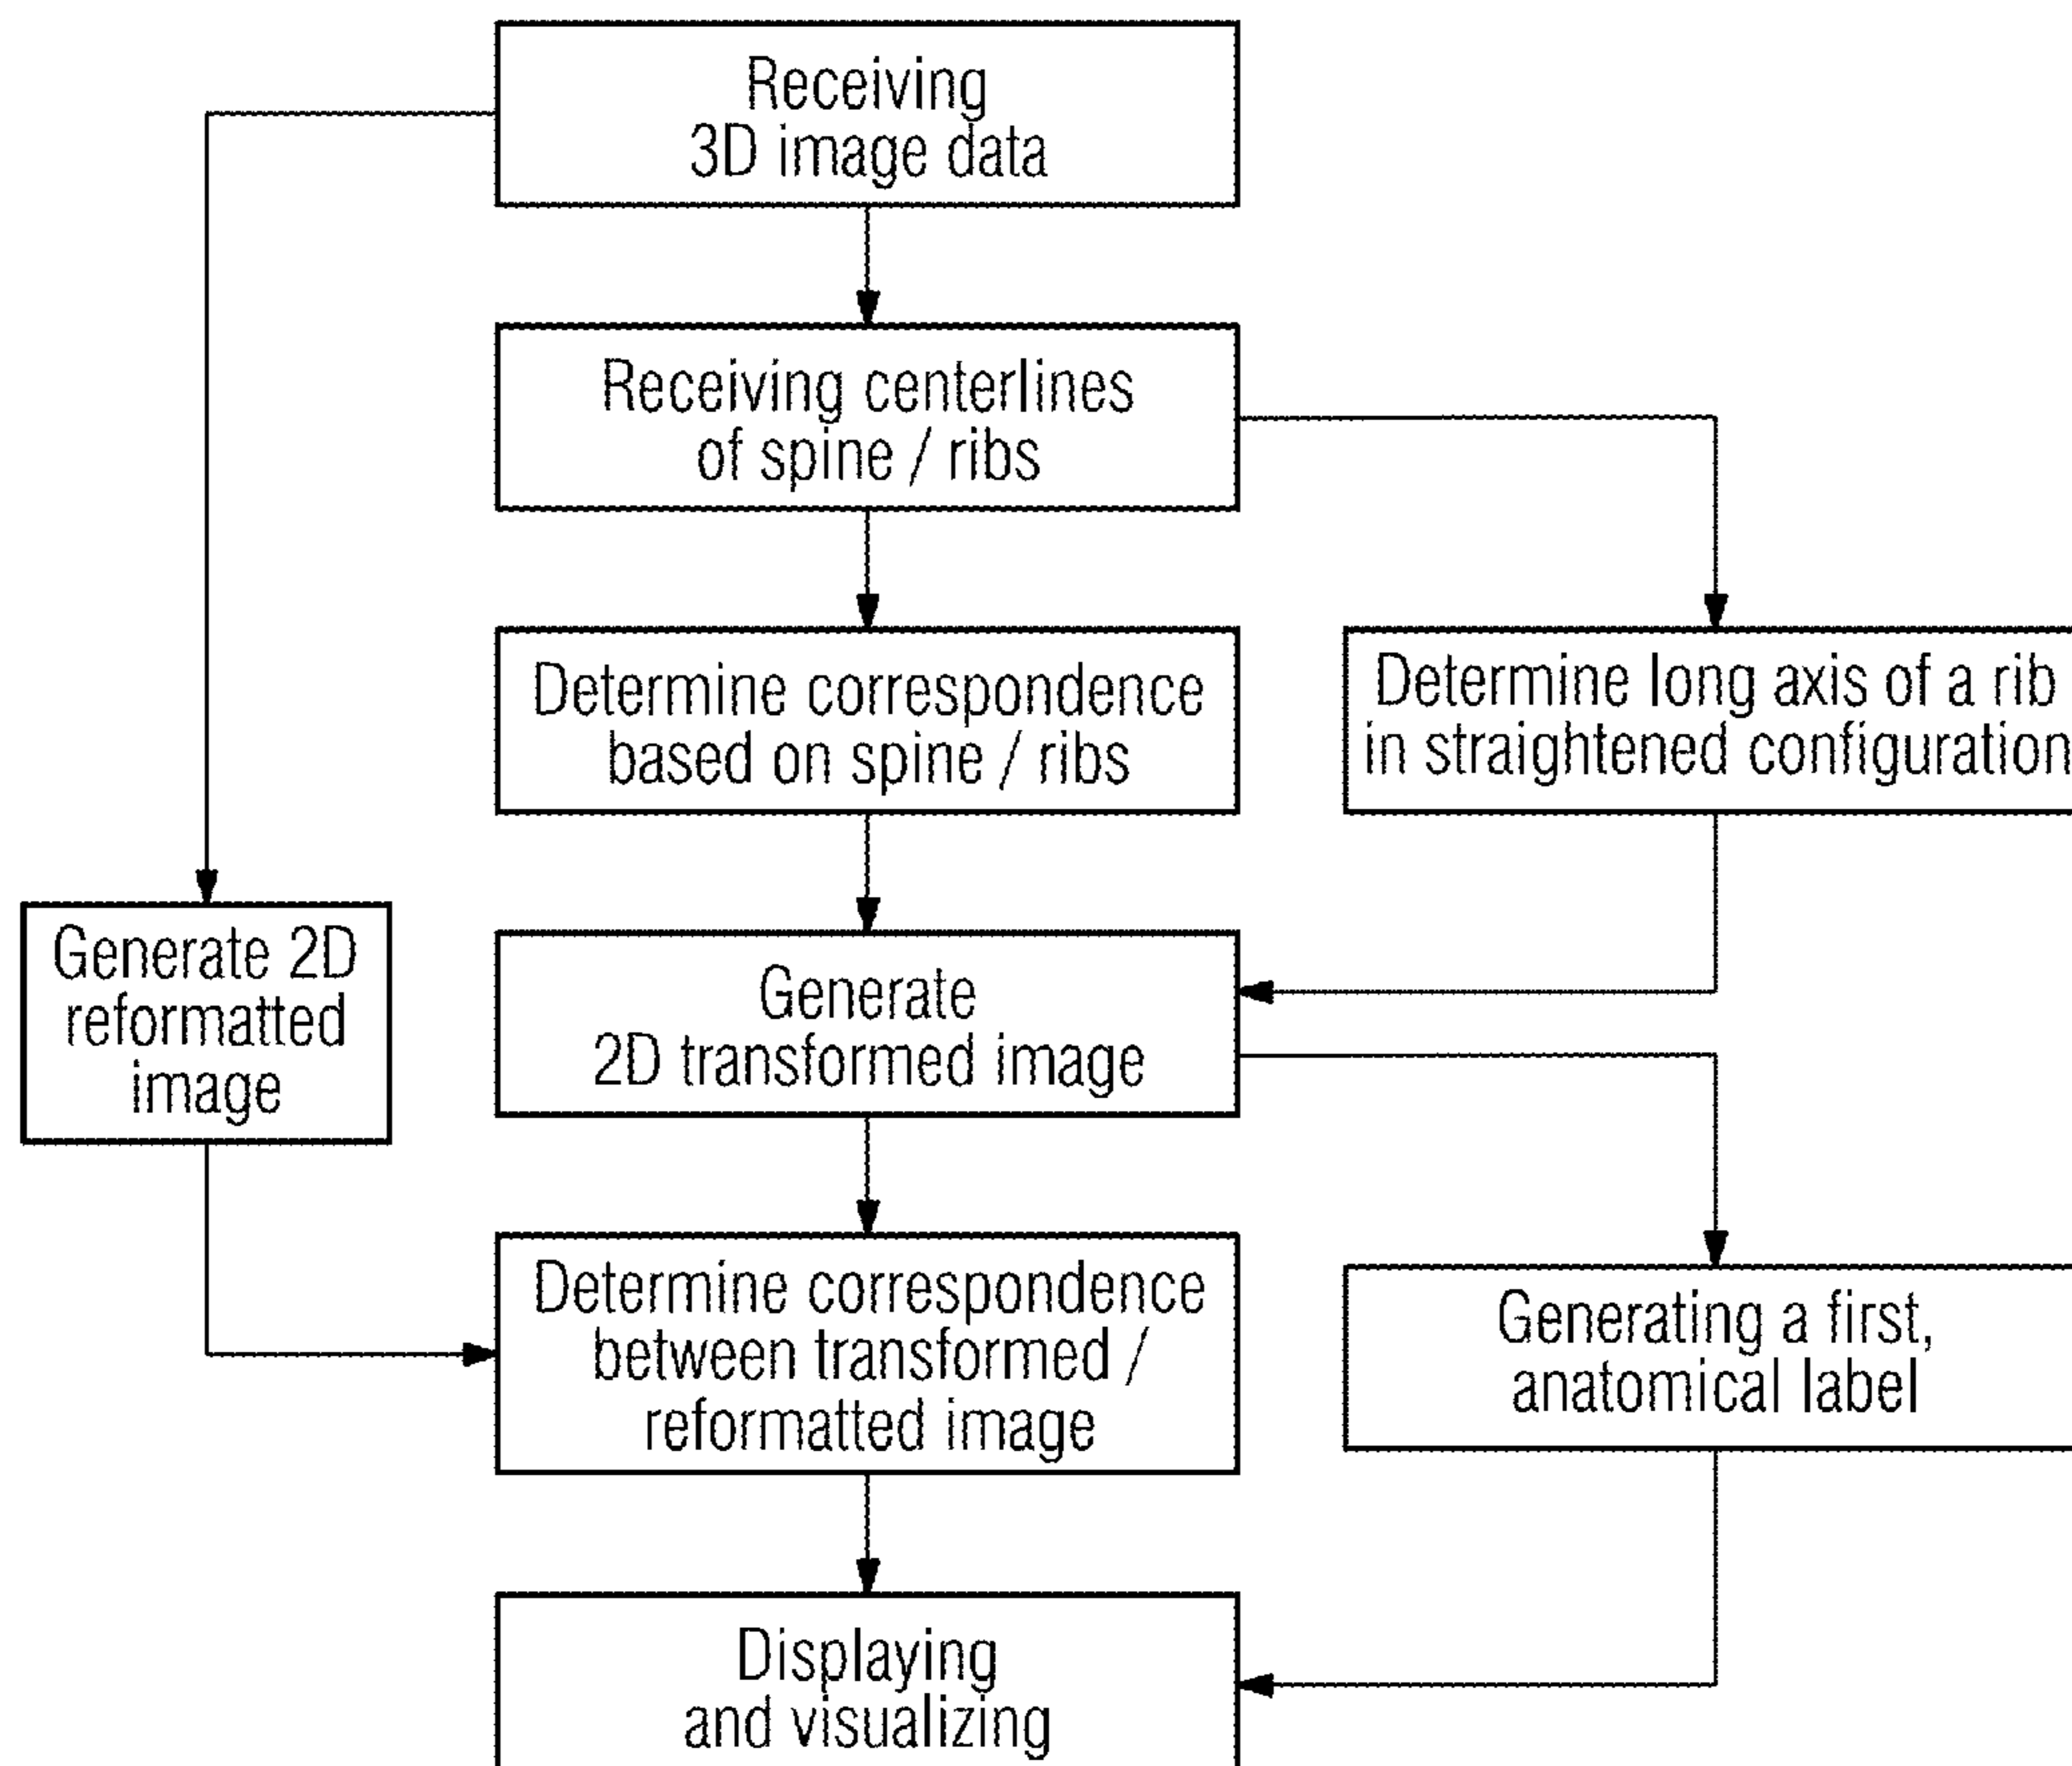 Receiving
3D image data
Receiving centerlines
of spine / ribs
Determine correspondence
based on spine / ribs
Determine long axis of a rib
in straightened configuration
Generate 2D
reformatted
image
Generate
2D transformed image
Determine correspondence
between transformed /
reformatted image
Generating a first,
anatomical label
Displaying
and visualizing